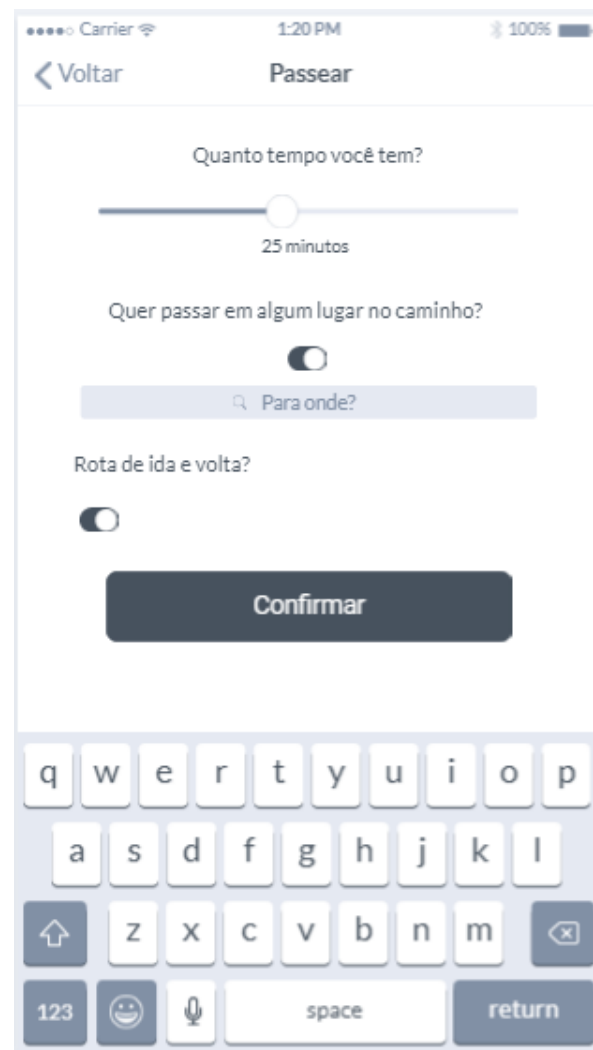 Carrier 1:20 PM 100%
Voltar Passear
Quanto tempo você tem?
25 minutos
Quer passar em algum lugar no caminho?
Para onde?
Rota de ida e volta?
Confirmar
q w e r t y u i o p
a s d f g h j k l
z x c v b n m
123 space return